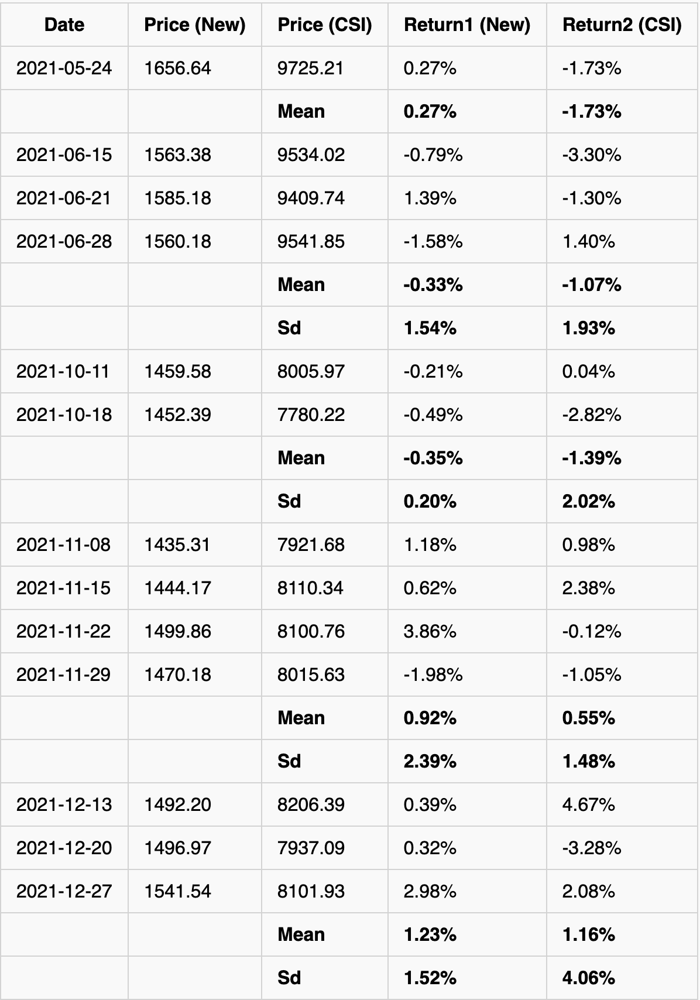 Date Price (New) Price (CSI) Return1 (New) Return2 (CSI)
2021-05-24 1656.64 9725.21 0.27% -1.73%
Mean 0.27% -1.73%
2021-06-15 1563.38 9534.02 -0.79% -3.30%
2021-06-21 1585.18 9409.74 1.39% -1.30%
2021-06-28 1560.18 9541.85 -1.58% 1.40%
Mean -0.33% -1.07%
Sd 1.54% 1.93%
2021-10-11 1459.58 8005.97 -0.21% 0.04%
2021-10-18 1452.39 7780.22 -0.49% -2.82%
Mean -0.35% -1.39%
Sd 0.20% 2.02%
2021-11-08 1435.31 7921.68 1.18% 0.98%
2021-11-15 1444.17 8110.34 0.62% 2.38%
2021-11-22 1499.86 8100.76 3.86% -0.12%
2021-11-29 1470.18 8015.63 -1.98% -1.05%
Mean 0.92% 0.55%
Sd 2.39% 1.48%
2021-12-13 1492.20 8206.39 0.39% 4.67%
2021-12-20 1496.97 7937.09 0.32% -3.28%
2021-12-27 1541.54 8101.93 2.98% 2.08%
Mean 1.23% 1.16%
Sd 1.52% 4.06%